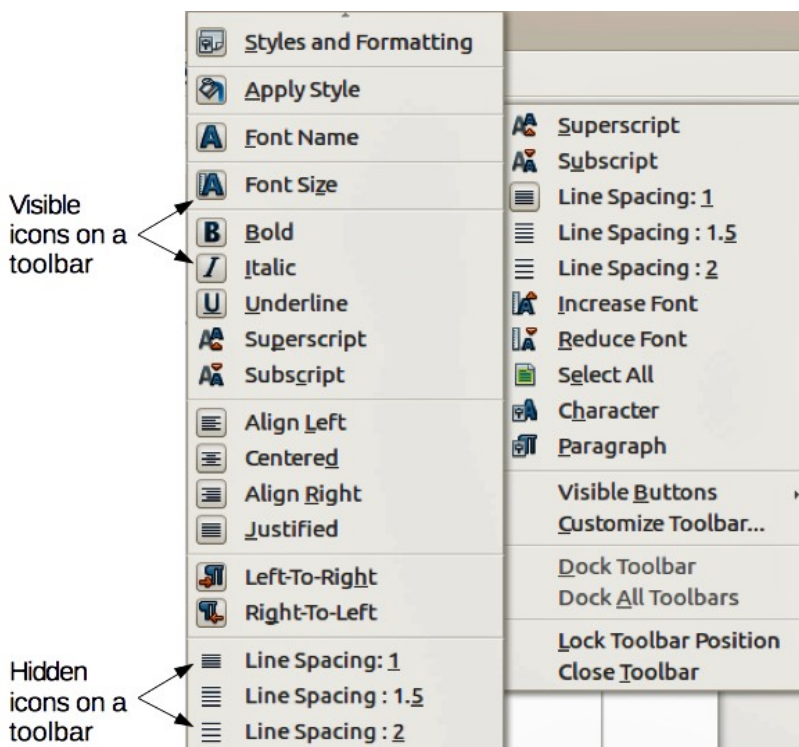 Visible
icons on a
toolbar
Hidden
icons on a
toolbar
Styles and Formatting
Apply Style
Font Name
Font Size
Bold
Italic
Underline
Superscript
Subscript
Align Left
Centered
Align Right
Justified
Left-To-Right
Right-To-Left
Line Spacing: 1
Line Spacing : 1.5
Line Spacing : 2
Superscript
Subscript
Line Spacing: 1
Line Spacing : 1.5
Line Spacing : 2
Increase Font
Reduce Font
Select All
Character
Paragraph
Visible Buttons
Customize Toolbar...
Dock Toolbar
Dock All Toolbars
Lock Toolbar Position
Close Toolbar